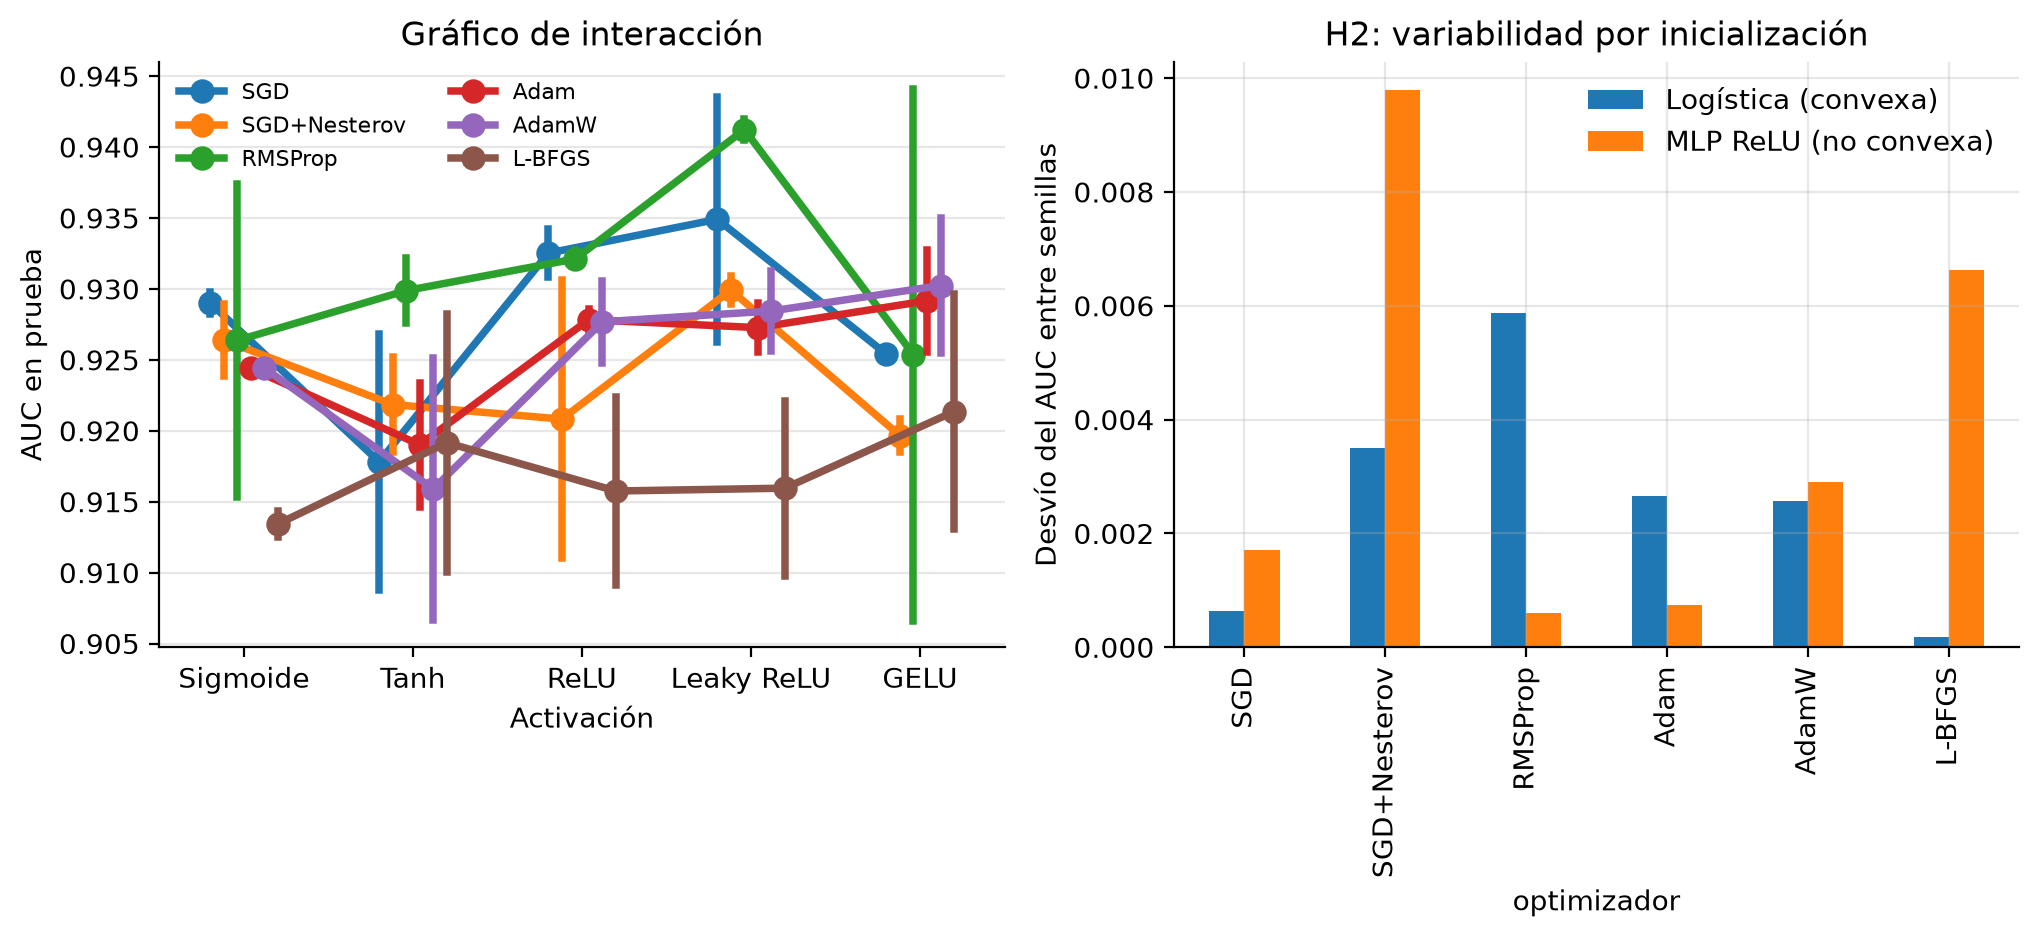 Gráfico de interacción
SGD
SGD+Nesterov
RMSProp
Adam
AdamW
L-BFGS
AUC en prueba
0.945
0.940
0.935
0.930
0.925
0.920
0.915
0.910
0.905
Sigmoide
Tanh
ReLU
Leaky ReLU
GELU
Activación
H2: variabilidad por inicialización
Logística (convexa)
MLP ReLU (no convexa)
Desvío del AUC entre semillas
0.010
0.008
0.006
0.004
0.002
0.000
SGD
SGD+Nesterov
RMSProp
Adam
AdamW
L-BFGS
optimizador